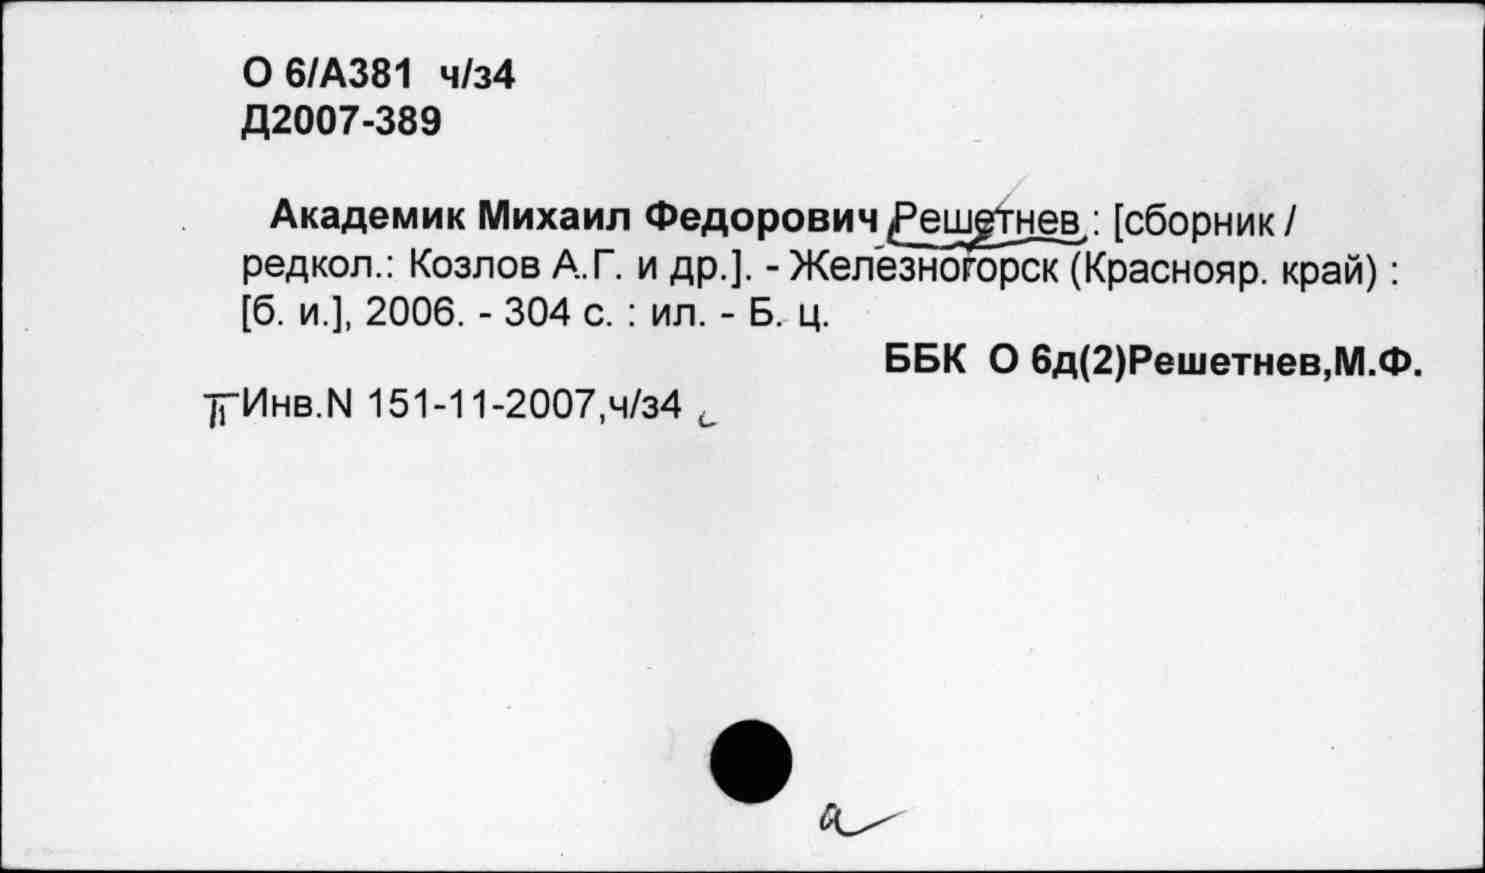 О 6/А381 ч/з4
Д2007-389
Академик Михаил Федорович Решетнев : [сборник /
редкол.: Козлов А.Г. и др.]. - Железногорск (Краснояр. край) :
[б. и.], 2006. - 304 с. : ил. - Б. ц.
ББК О 6д(2)Решетнев,М.Ф.
Инв.N 151-11-2007,ч/з4